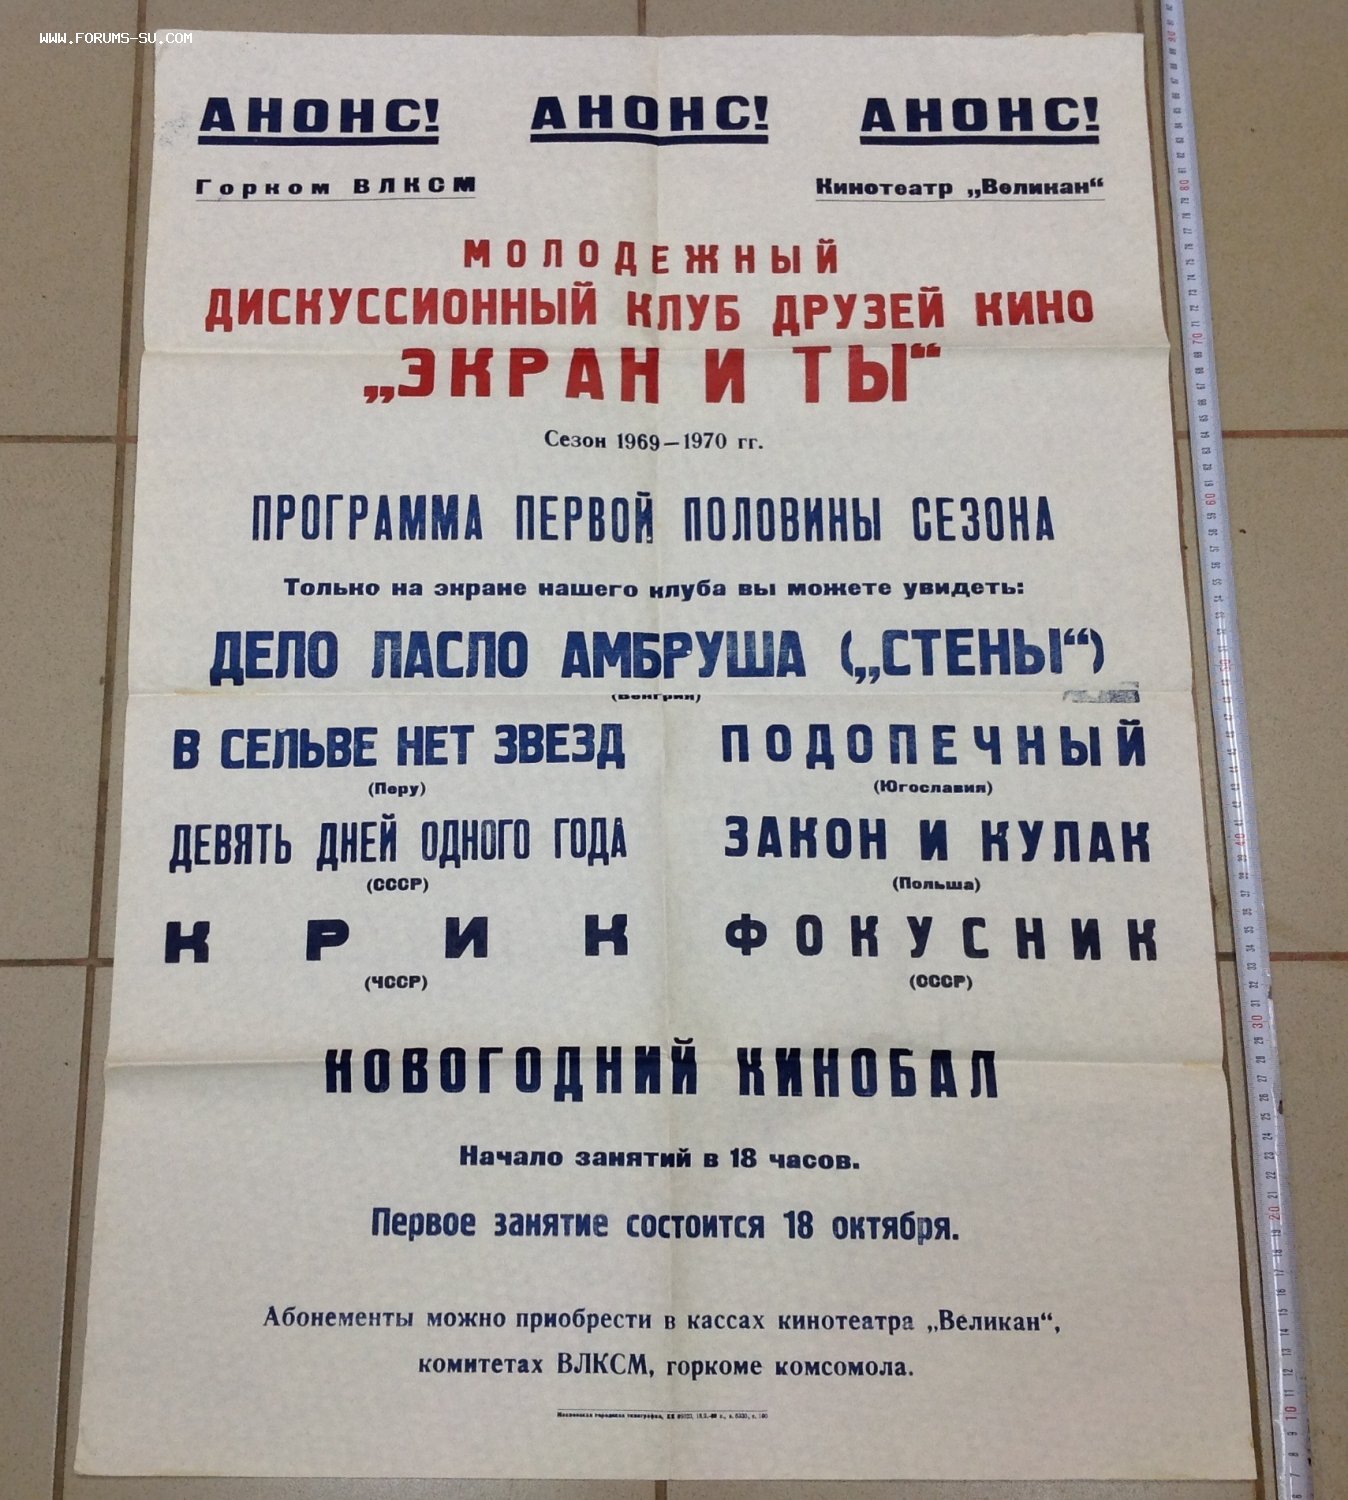 WWW.FORUMS-SU.COM
АНОНС! АНОНС! АНОНС!
Горком ВЛКСМ Кинотеатр „Великан“
МОЛОДЕЖНЫЙ
ДИСКУССИОННЫЙ КЛУБ ДРУЗЕЙ КИНО
„ЭКРАН И ТЫ“
Сезон 1969—1970 гг.
ПРОГРАММА ПЕРВОЙ ПОЛОВИНЫ СЕЗОНА
Только на экране нашего клуба вы можете увидеть:
ДЕЛО ЛАСЛО АМБРУША („СТЕНЫ“)
(Венгрия)
В СЕЛЬВЕ НЕТ ЗВЕЗД
(Перу)
ПОДОПЕЧНЫЙ
(Югославия)
ДЕВЯТЬ ДНЕЙ ОДНОГО ГОДА
(СССР)
ЗАКОН И КУЛАК
(Польша)
КРИК
(ЧССР)
ФОКУСНИК
(СССР)
НОВОГОДНИЙ КИНОБАЛ
Начало занятий в 18 часов.
Первое занятие состоится 18 октября.
Абонементы можно приобрести в кассах кинотеатра „Великан“,
комитетах ВЛКСМ, горкоме комсомола.
городская типография,